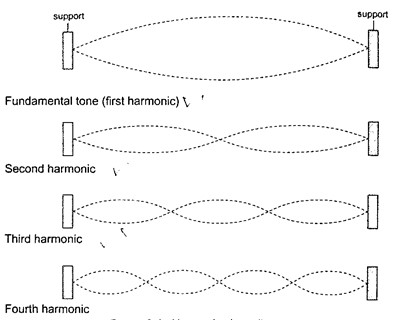 support support
Fundamental tone (first harmonic)
Second harmonic
Third harmonic
Fourth harmonic